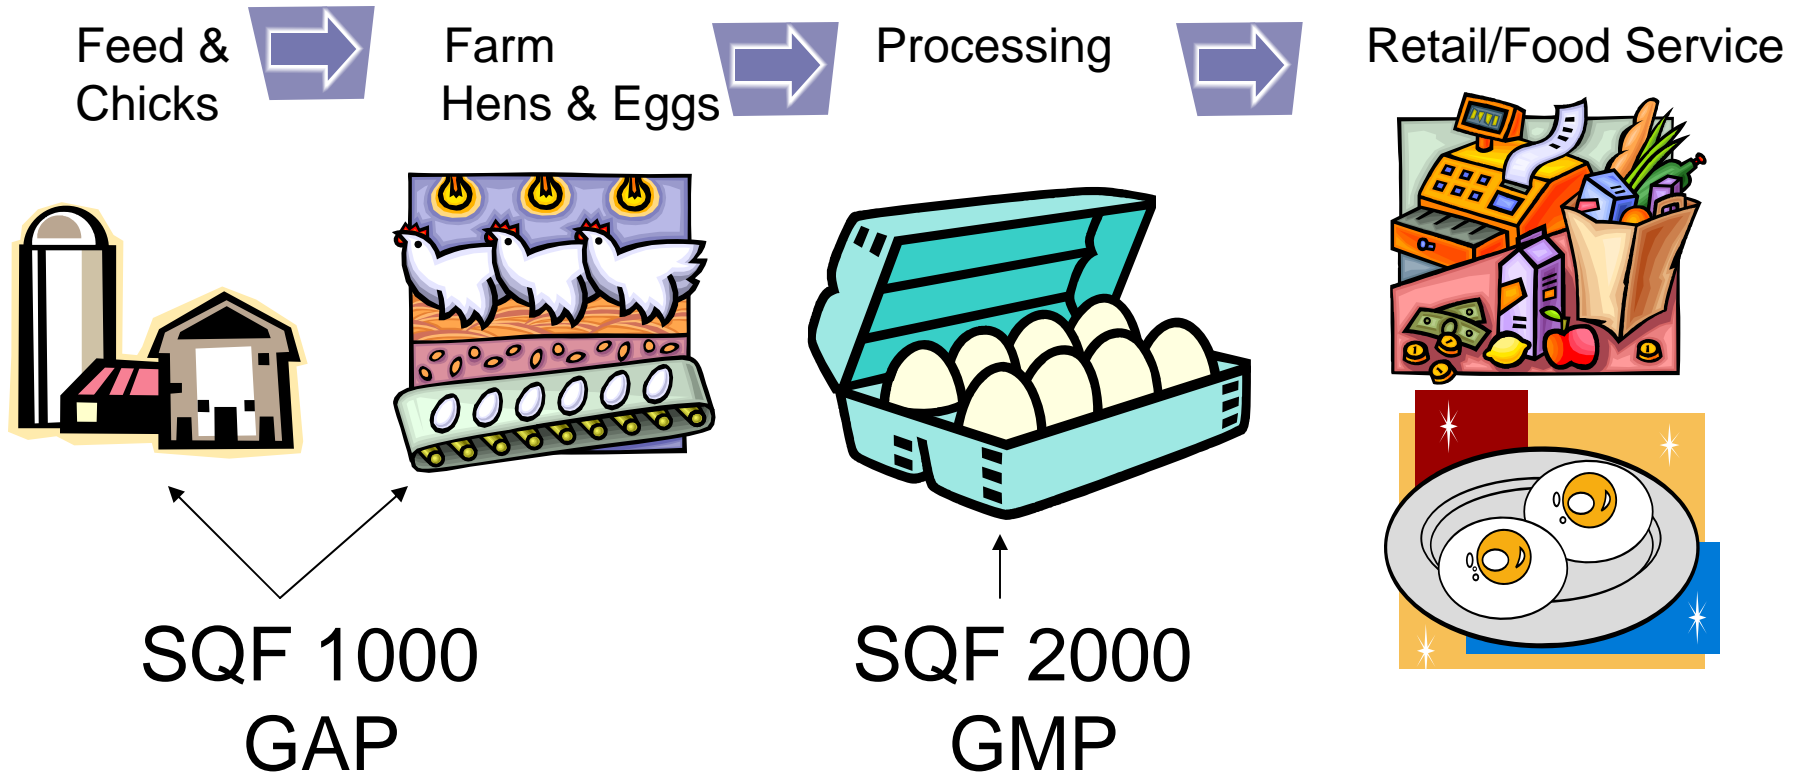 Feed &
Chicks
Farm
Hens & Eggs
Processing
Retail/Food Service
SQF 1000
GAP
SQF 2000
GMP